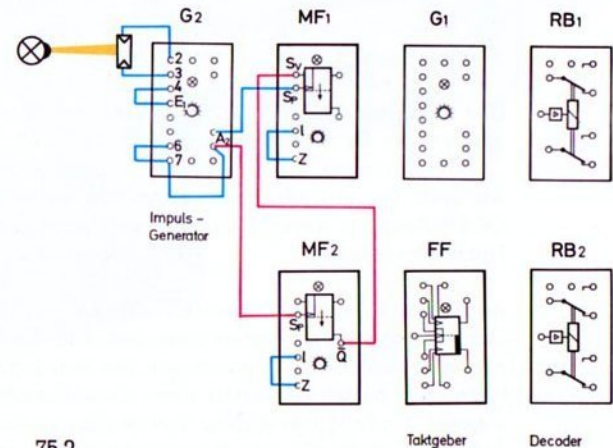 G2 MF1 G1 RB1
2
3
4
E1
A2
6
7
Sv
Sp
I
Z
Impuls -
Generator
MF2 FF RB2
Sp
I
Q̅
Z
75.2
Taktgeber Decoder